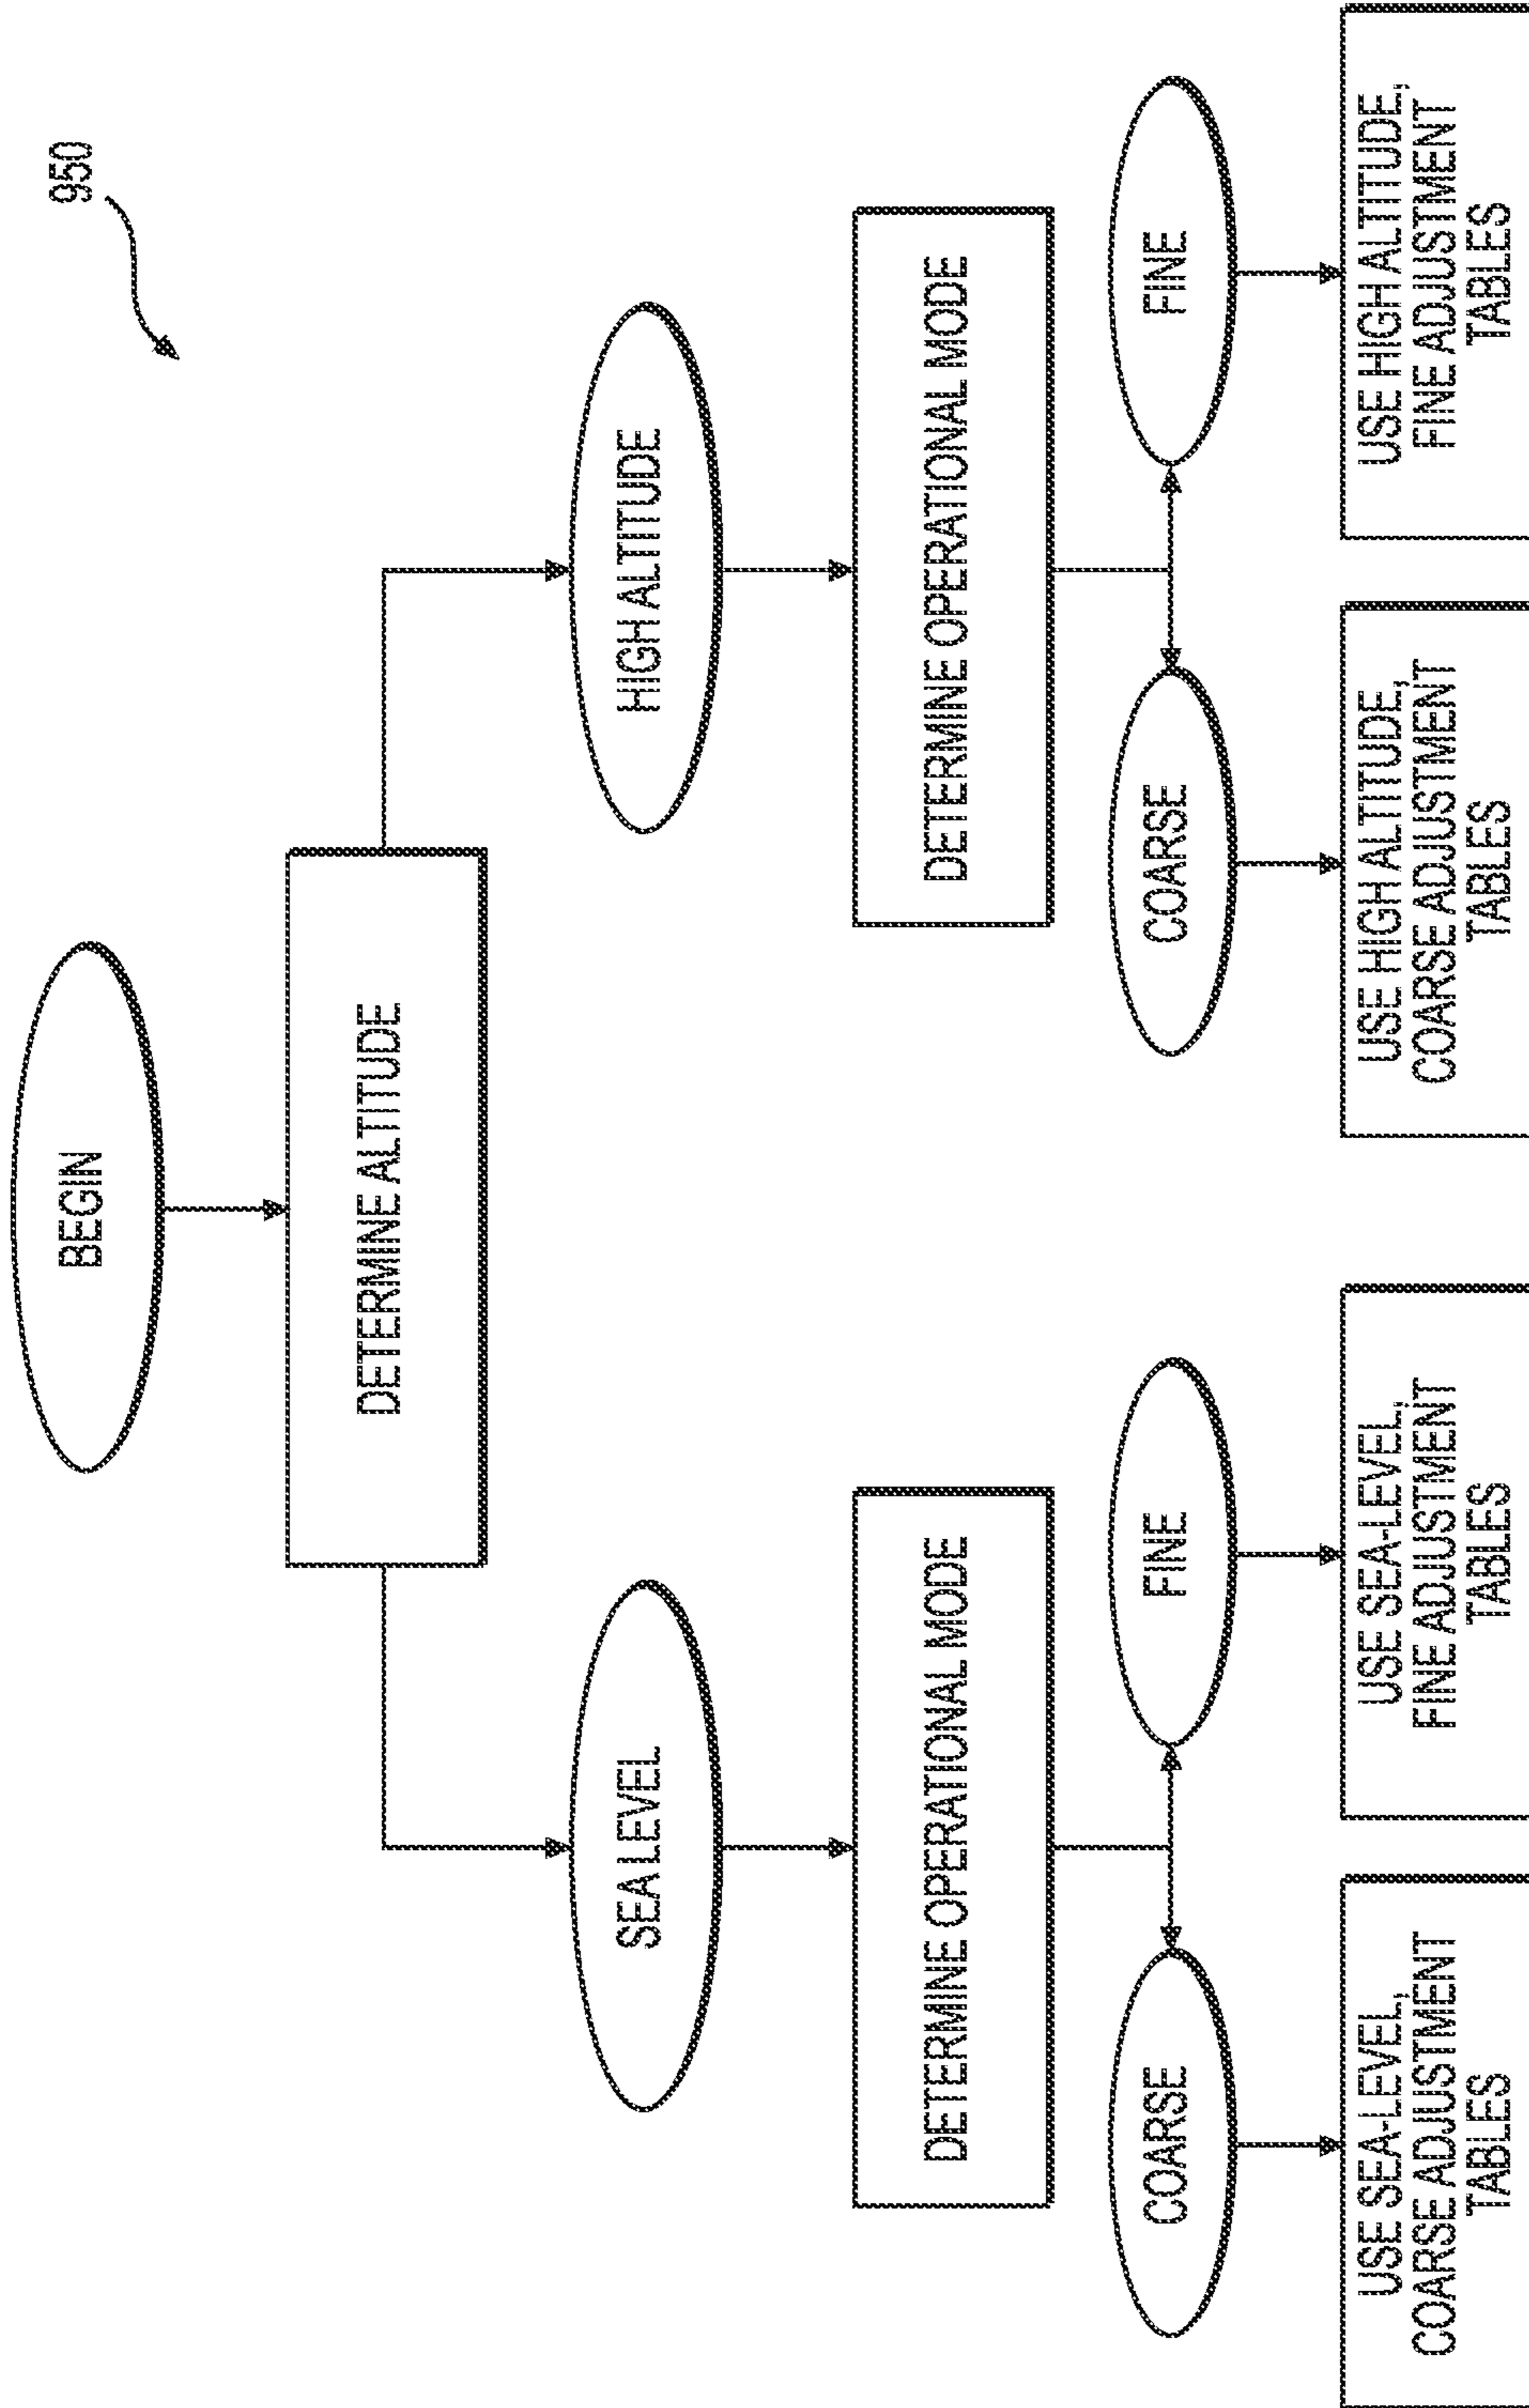 950
BEGIN
DETERMINE ALTITUDE
SEA LEVEL
HIGH ALTITUDE
DETERMINE OPERATIONAL MODE
DETERMINE OPERATIONAL MODE
COARSE
FINE
COARSE
FINE
USE SEA-LEVEL,
COARSE ADJUSTMENT
TABLES
USE SEA-LEVEL,
FINE ADJUSTMENT
TABLES
USE HIGH ALTITUDE,
COARSE ADJUSTMENT
TABLES
USE HIGH ALTITUDE,
FINE ADJUSTMENT
TABLES